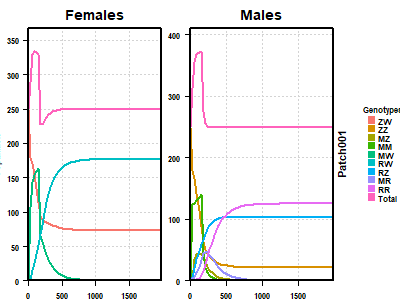 Females
Males
350
300
250
200
150
100
50
0
0
500
1000
1500
400
300
200
100
0
0
500
1000
1500
Patch001
Genotypes
ZW
ZZ
MZ
MM
MW
RW
RZ
MR
RR
Total